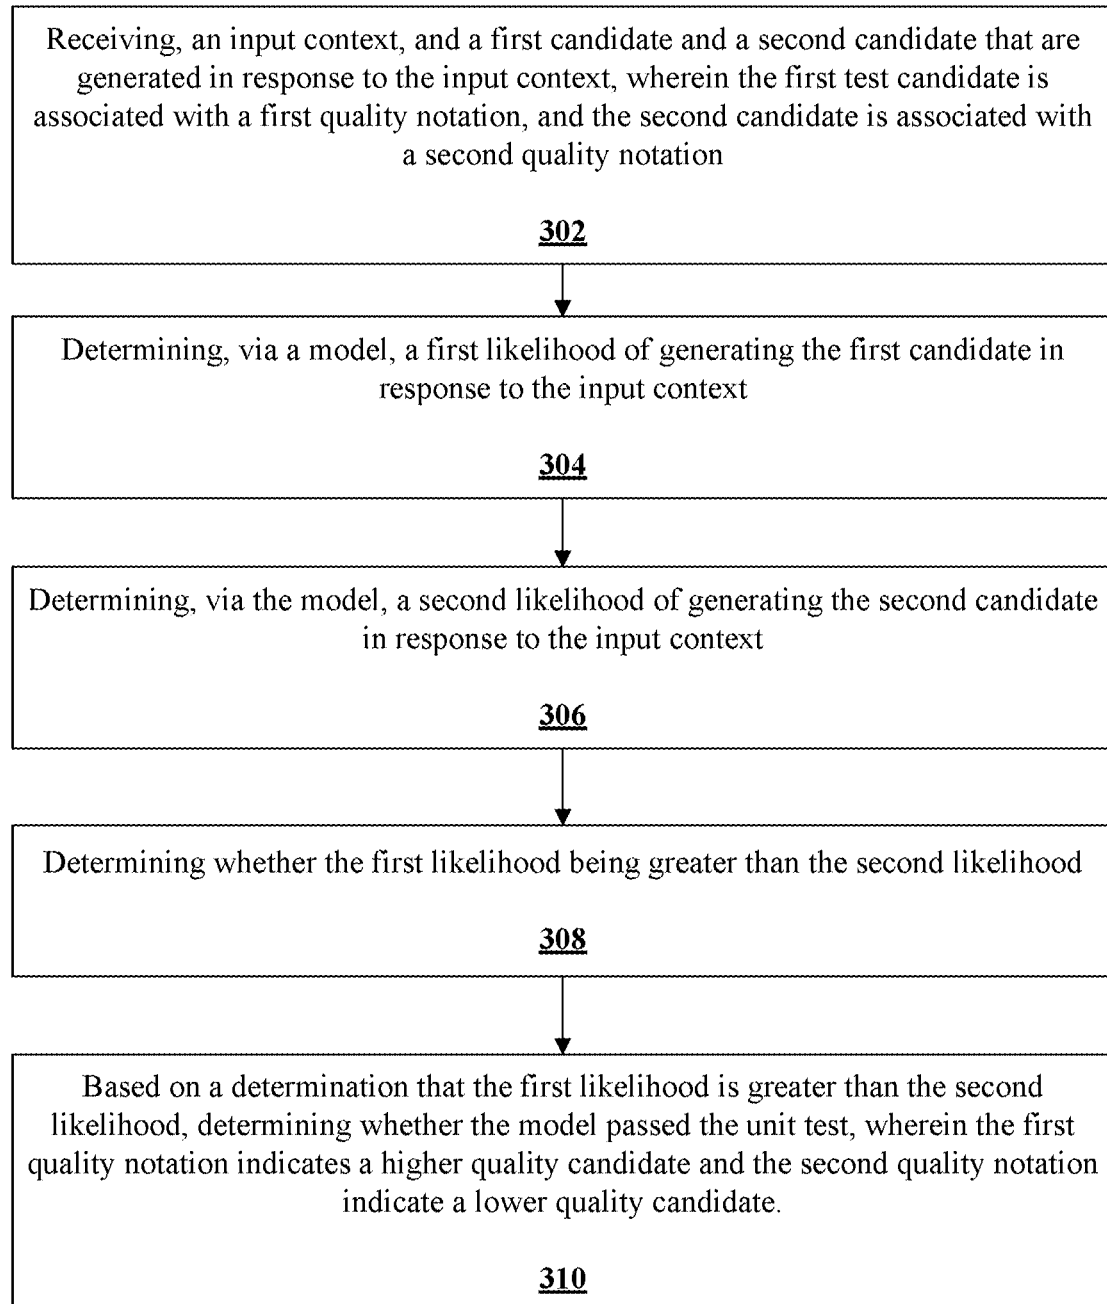 Receiving, an input context, and a first candidate and a second candidate that are
generated in response to the input context, wherein the first test candidate is
associated with a first quality notation, and the second candidate is associated with
a second quality notation
302
Determining, via a model, a first likelihood of generating the first candidate in
response to the input context
304
Determining, via the model, a second likelihood of generating the second candidate
in response to the input context
306
Determining whether the first likelihood being greater than the second likelihood
308
Based on a determination that the first likelihood is greater than the second
likelihood, determining whether the model passed the unit test, wherein the first
quality notation indicates a higher quality candidate and the second quality notation
indicate a lower quality candidate.
310